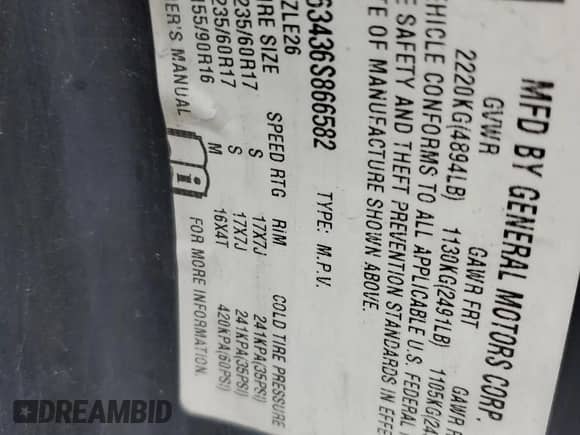 MFD BY GENERAL MOTORS CORP.
GVWR GAWR FRT GAWR
2220KG(4894LB) 1130KG(2491LB) 1105KG(24
VEHICLE CONFORMS TO ALL APPLICABLE U.S. FEDERAL
SAFETY AND THEFT PREVENTION STANDARDS IN EFFE
OF MANUFACTURE SHOWN ABOVE.
63436S866582 TYPE: M.P.V.
ZLE26
SIZE SPEED RTG RIM COLD TIRE PRESSURE
235/60R17 S 17X7J 241KPA(35PSI)
235/60R17 S 17X7J 241KPA(35PSI)
155/90R16 M 16X4T 420KPA(60PSI)
ER'S MANUAL i FOR MORE INFORMATION.
DREAMBID